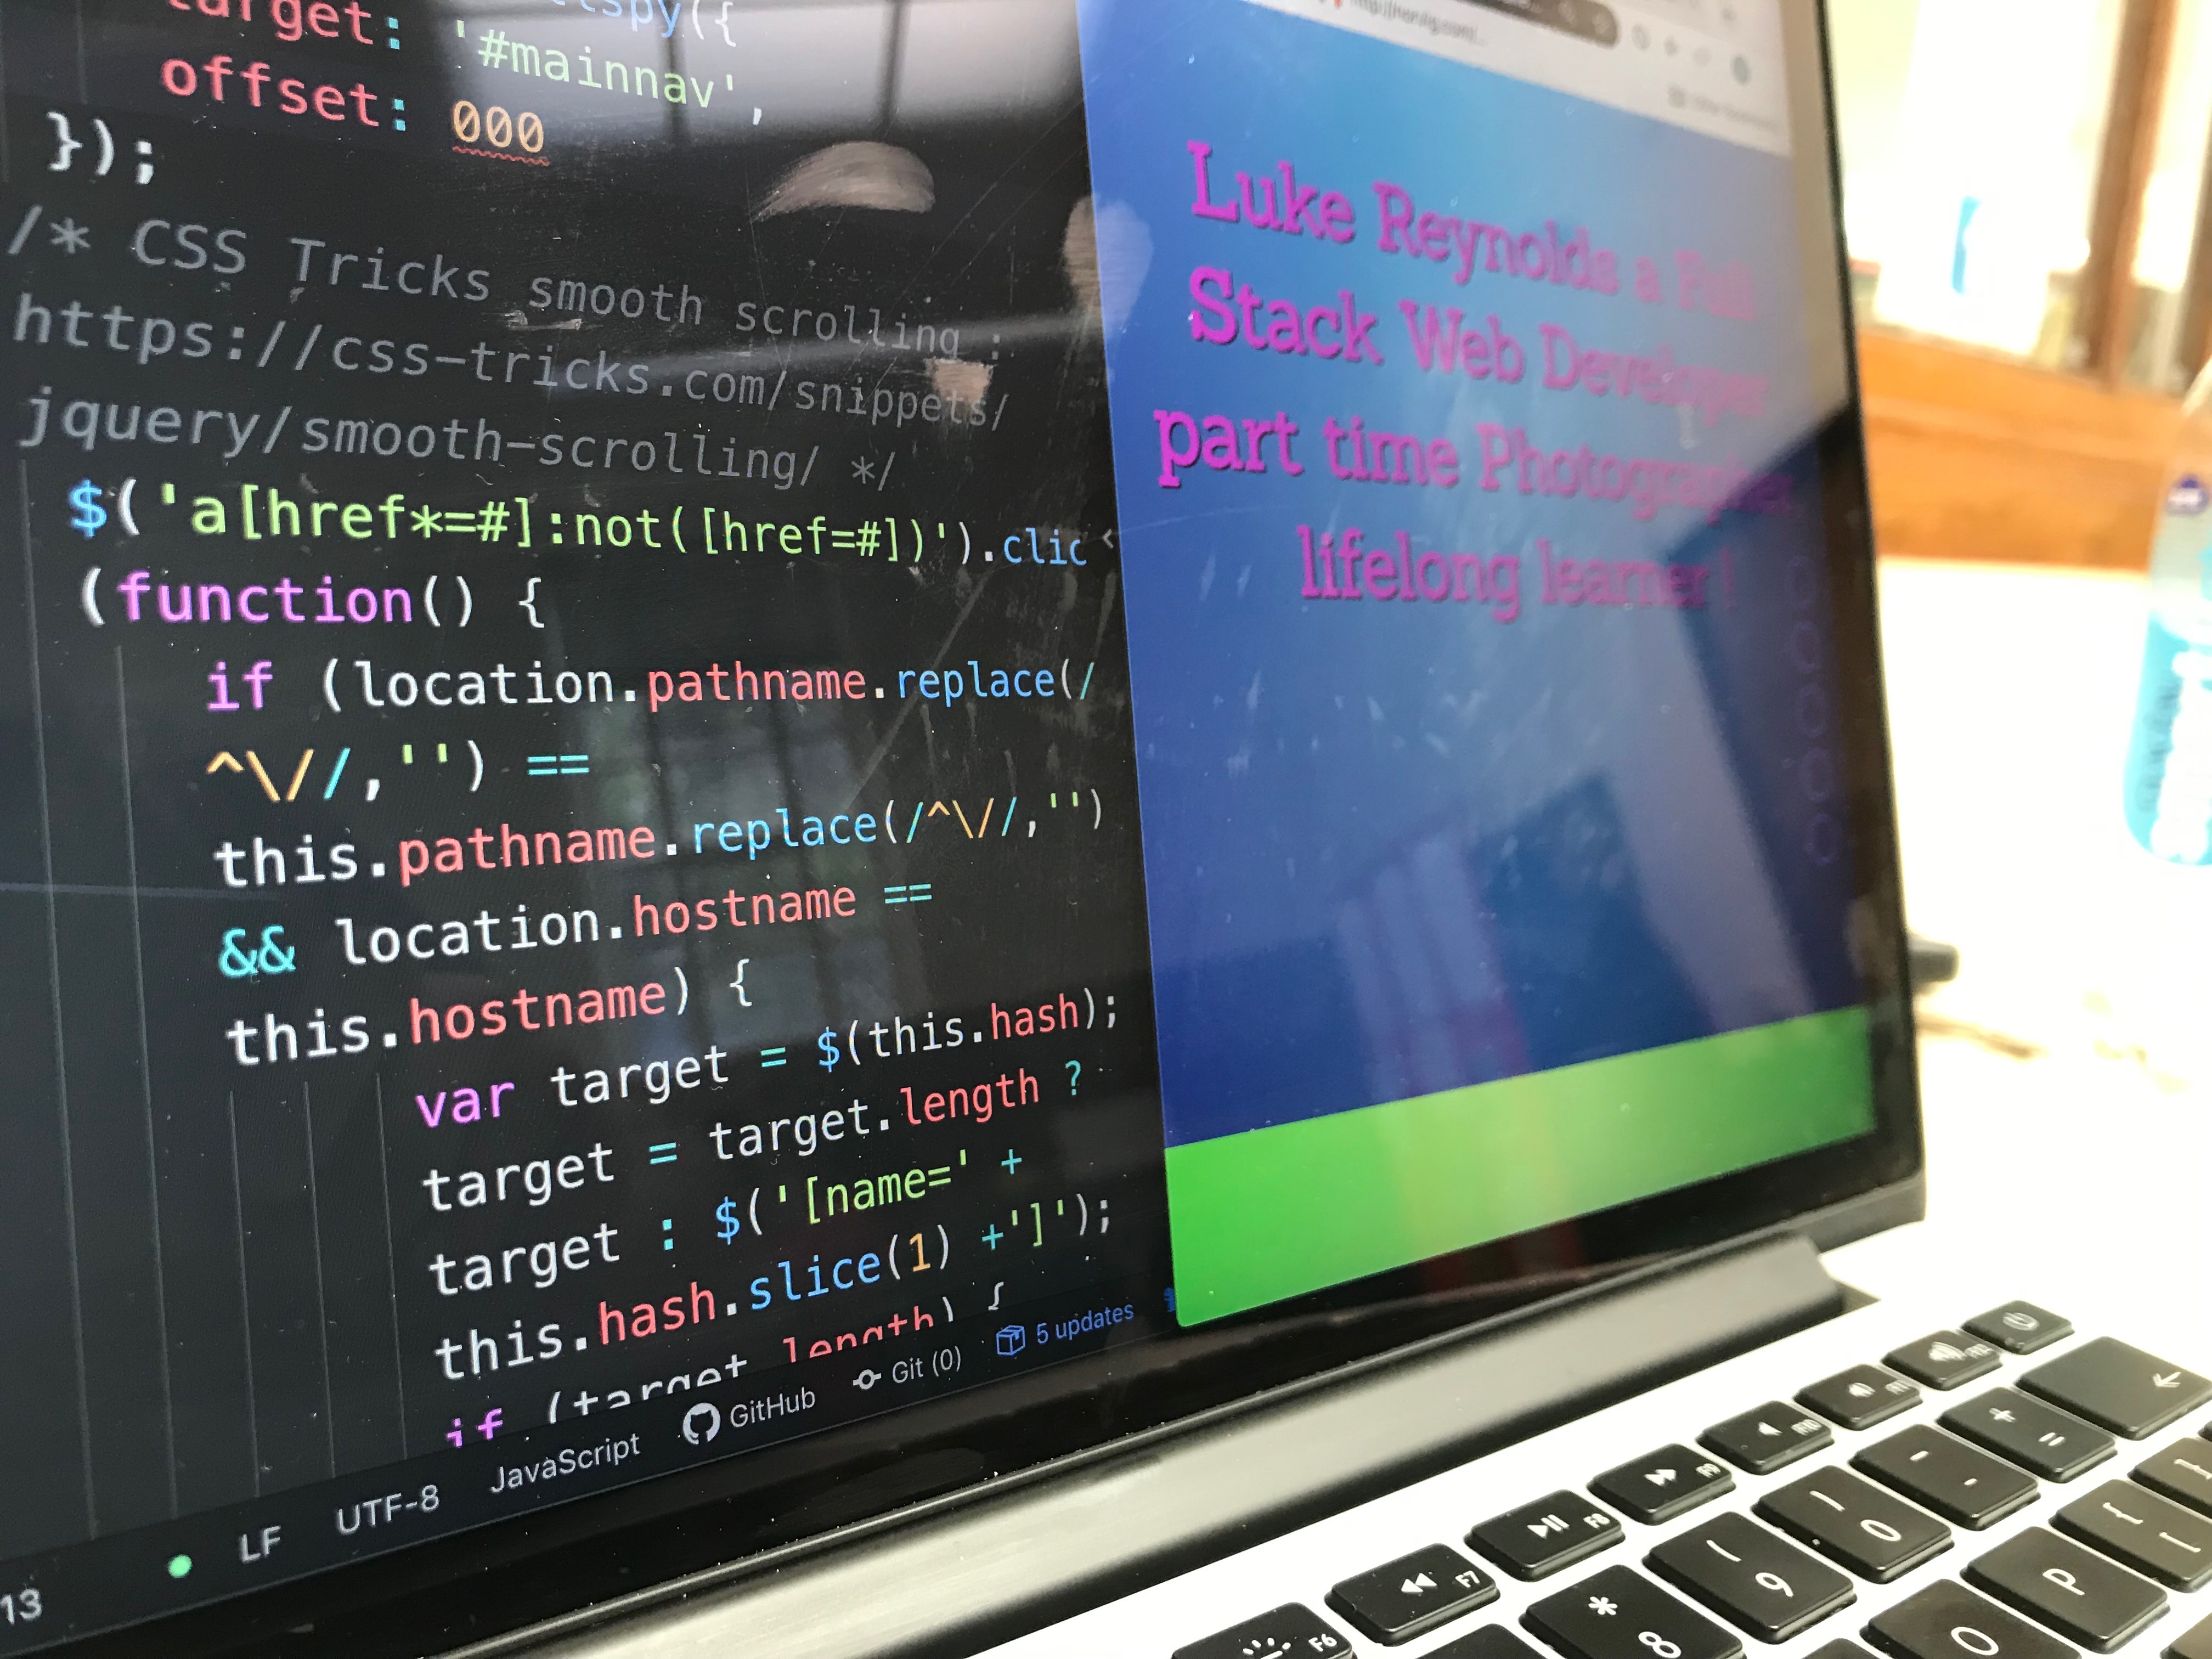 target:
spy({
'#mainnav',
offset: 000
});
/* CSS Tricks smooth scrolling :
https://css-tricks.com/snippets/
jquery/smooth-scrolling/ */
$('a[href*=#]:not([href=#])').clic
(function() {
if (location.pathname.replace(/
^\//,'') ==
this.pathname.replace(/^\//,'')
&& location.hostname ==
this.hostname) {
var target = $(this.hash);
target = target.length ?
target : $('[name=' +
this.hash.slice(1) +']');
if (target length) {
13
LF UTF-8 JavaScript GitHub Git (0) 5 updates
Luke Reynolds a Full
Stack Web Developer
part time Photographer
lifelong learner !
F6 F7 F8 F9 F10
* 8
( 9
) 0
- -
+ =
O P
{ [